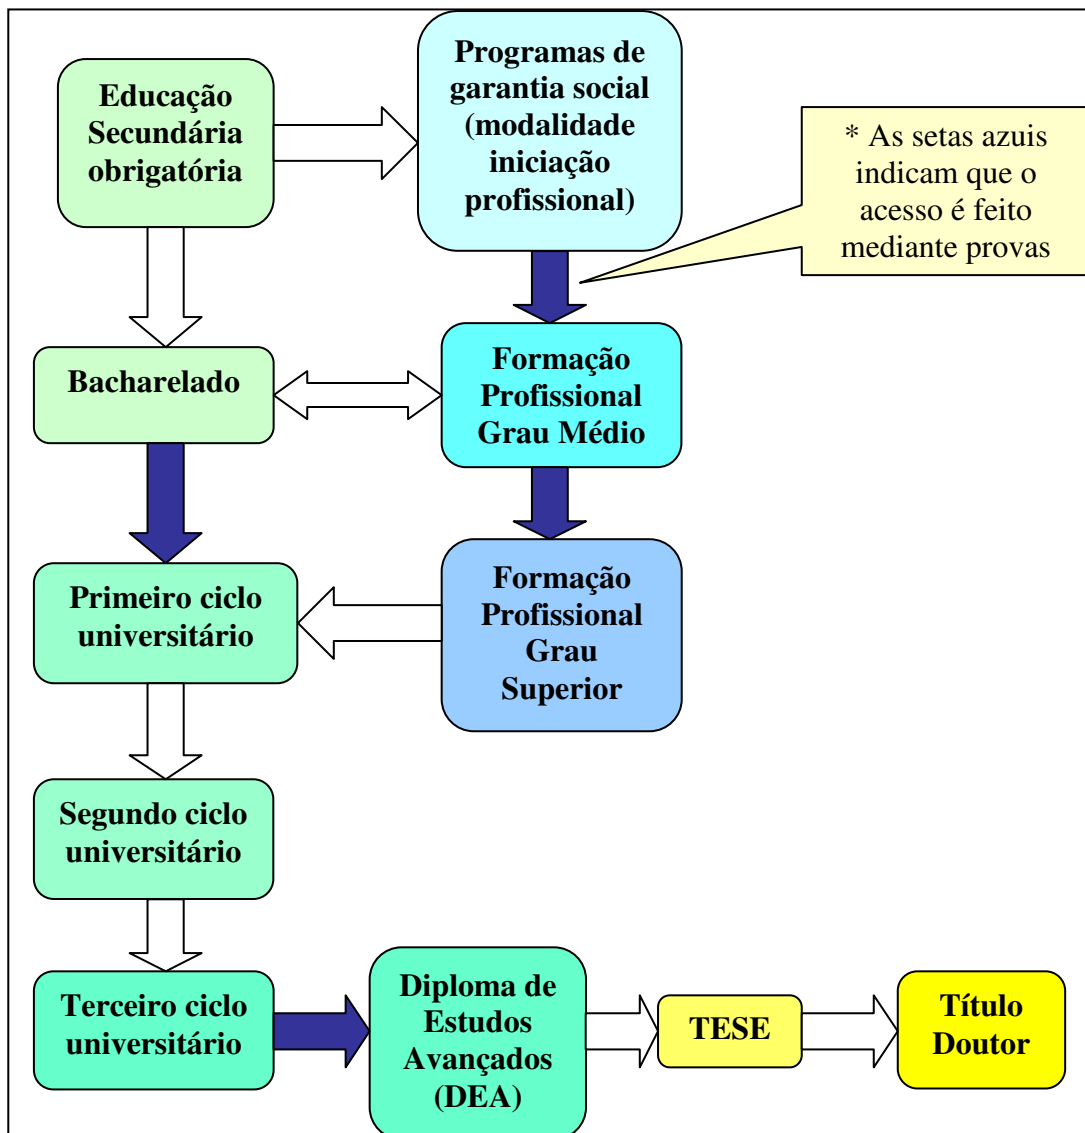 Educação
Secundária
obrigatória
Programas de
garantia social
(modalidade
iniciação
profissional)
* As setas azuis
indicam que o
acesso é feito
mediante provas
Bacharelado
Formação
Profissional
Grau Médio
Primeiro ciclo
universitário
Formação
Profissional
Grau
Superior
Segundo ciclo
universitário
Terceiro ciclo
universitário
Diploma de
Estudos
Avançados
(DEA)
TESE
Título
Doutor